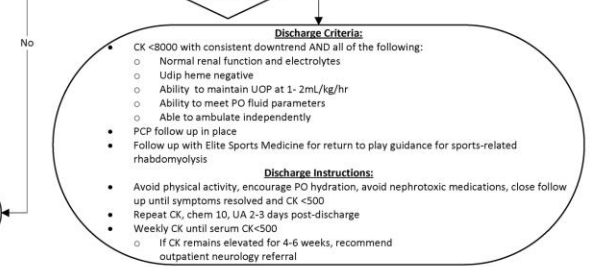 No
Discharge Criteria:
• CK <8000 with consistent downtrend AND all of the following:
o Normal renal function and electrolytes
o Udip heme negative
o Ability to maintain UOP at 1- 2mL/kg/hr
o Ability to meet PO fluid parameters
o Able to ambulate independently
• PCP follow up in place
• Follow up with Elite Sports Medicine for return to play guidance for sports-related
rhabdomyolysis
Discharge Instructions:
• Avoid physical activity, encourage PO hydration, avoid nephrotoxic medications, close follow
up until symptoms resolved and CK <500
• Repeat CK, chem 10, UA 2-3 days post-discharge
• Weekly CK until serum CK<500
o If CK remains elevated for 4-6 weeks, recommend
outpatient neurology referral